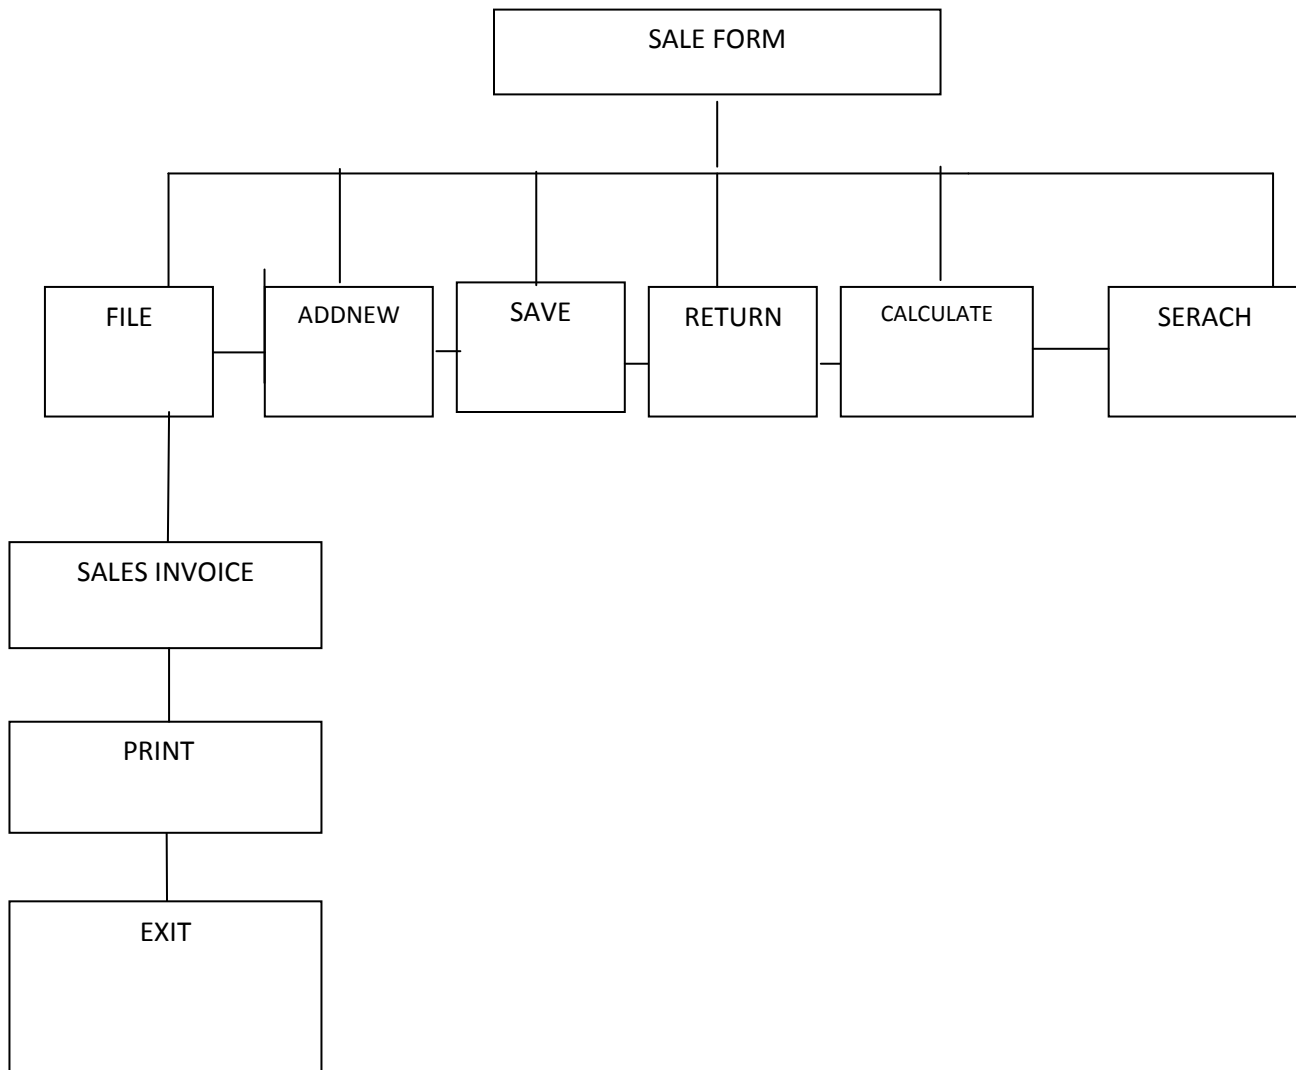 SALE FORM
FILE
ADDNEW
SAVE
RETURN
CALCULATE
SERACH
SALES INVOICE
PRINT
EXIT